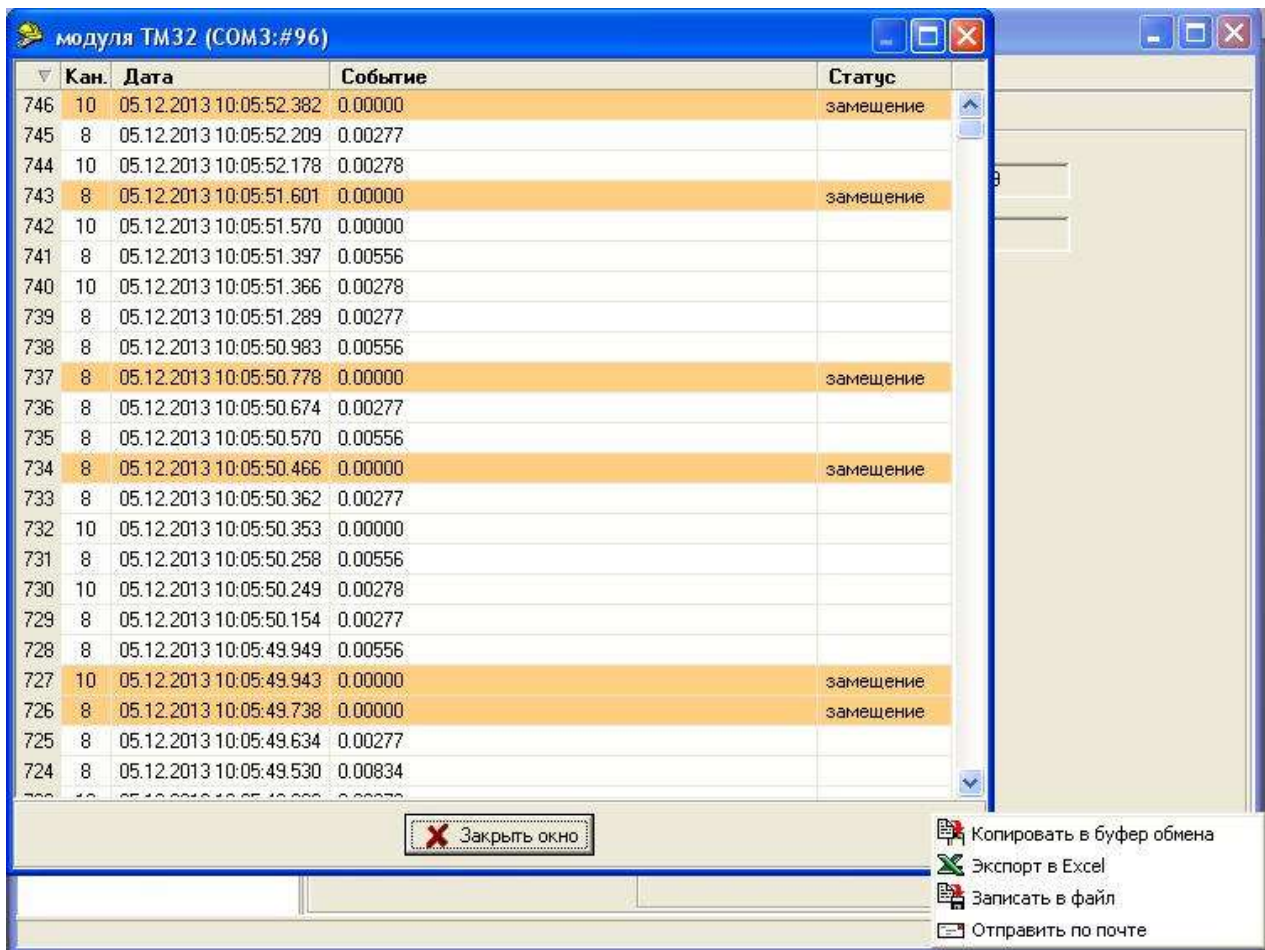 модуля ТМ32 (COM3:#96)
Кан. Дата Событие Статус
746 10 05.12.2013 10:05:52.382 0.00000 замещение
745 8 05.12.2013 10:05:52.209 0.00277
744 10 05.12.2013 10:05:52.178 0.00278
743 8 05.12.2013 10:05:51.601 0.00000 замещение
742 10 05.12.2013 10:05:51.570 0.00000
741 8 05.12.2013 10:05:51.397 0.00556
740 10 05.12.2013 10:05:51.366 0.00278
739 8 05.12.2013 10:05:51.289 0.00277
738 8 05.12.2013 10:05:50.983 0.00556
737 8 05.12.2013 10:05:50.778 0.00000 замещение
736 8 05.12.2013 10:05:50.674 0.00277
735 8 05.12.2013 10:05:50.570 0.00556
734 8 05.12.2013 10:05:50.466 0.00000 замещение
733 8 05.12.2013 10:05:50.362 0.00277
732 10 05.12.2013 10:05:50.353 0.00000
731 8 05.12.2013 10:05:50.258 0.00556
730 10 05.12.2013 10:05:50.249 0.00278
729 8 05.12.2013 10:05:50.154 0.00277
728 8 05.12.2013 10:05:49.949 0.00556
727 10 05.12.2013 10:05:49.943 0.00000 замещение
726 8 05.12.2013 10:05:49.738 0.00000 замещение
725 8 05.12.2013 10:05:49.634 0.00277
724 8 05.12.2013 10:05:49.530 0.00834
Закрыть окно
Копировать в буфер обмена
Экспорт в Excel
Записать в файл
Отправить по почте